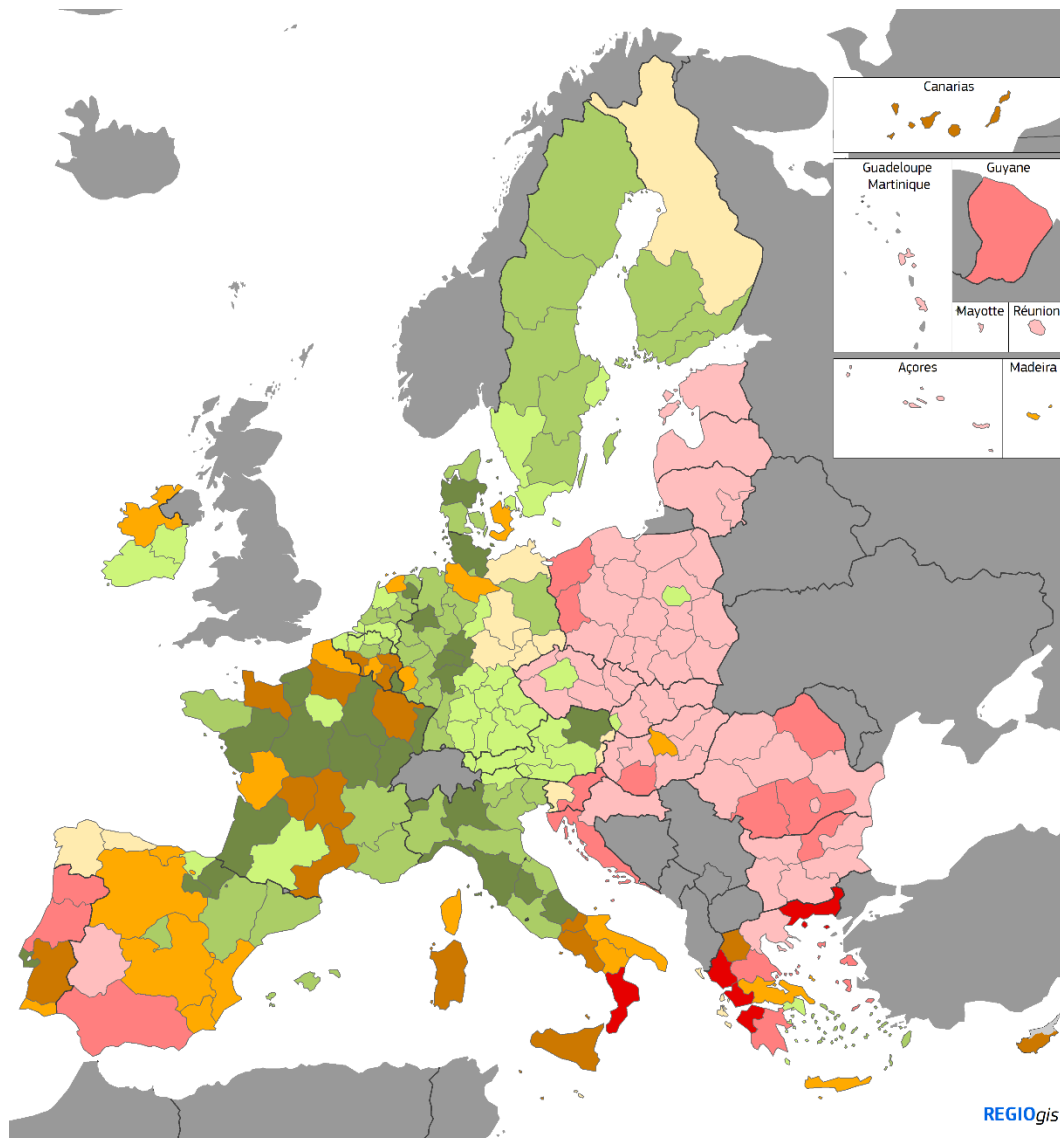 Canarias
Guadeloupe
Martinique
Guyane
Mayotte
Réunion
Açores
Madeira
REGIOgis